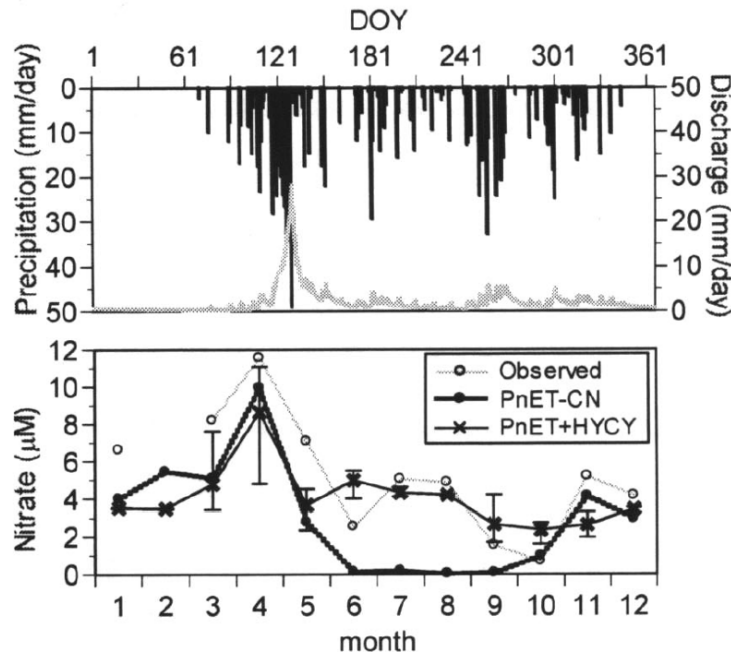 DOY
1 61 121 181 241 301 361
Precipitation (mm/day)
0
10
20
30
40
50
50
40
30
20
10
0
Discharge (mm/day)
Nitrate (µM)
12
10
8
6
4
2
0
Observed
PnET-CN
PnET+HYCY
1 2 3 4 5 6 7 8 9 10 11 12
month